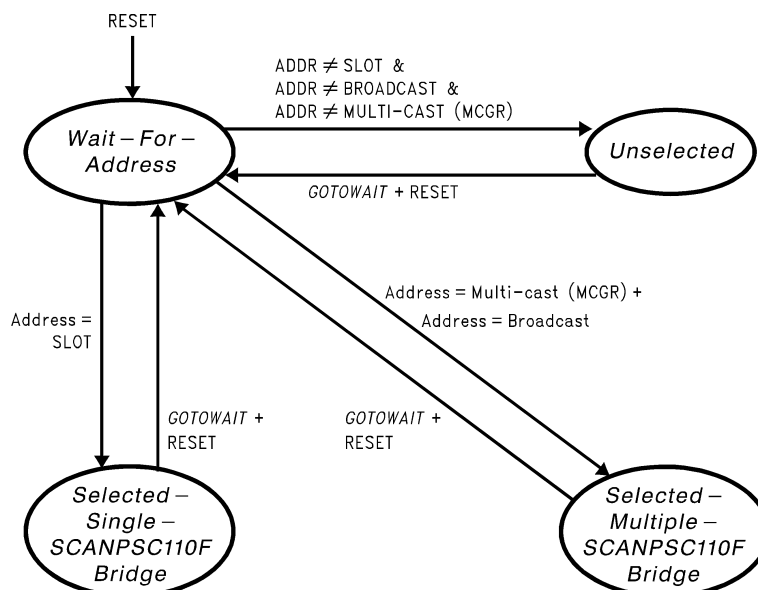 RESET
ADDR ≠ SLOT &
ADDR ≠ BROADCAST &
ADDR ≠ MULTI-CAST (MCGR)
Wait – For –
Address
Unselected
GOTOWAIT + RESET
Address = Multi-cast (MCGR) +
Address = Broadcast
Address =
SLOT
GOTOWAIT +
RESET
GOTOWAIT +
RESET
Selected –
Single –
SCANPSC110F
Bridge
Selected –
Multiple –
SCANPSC110F
Bridge